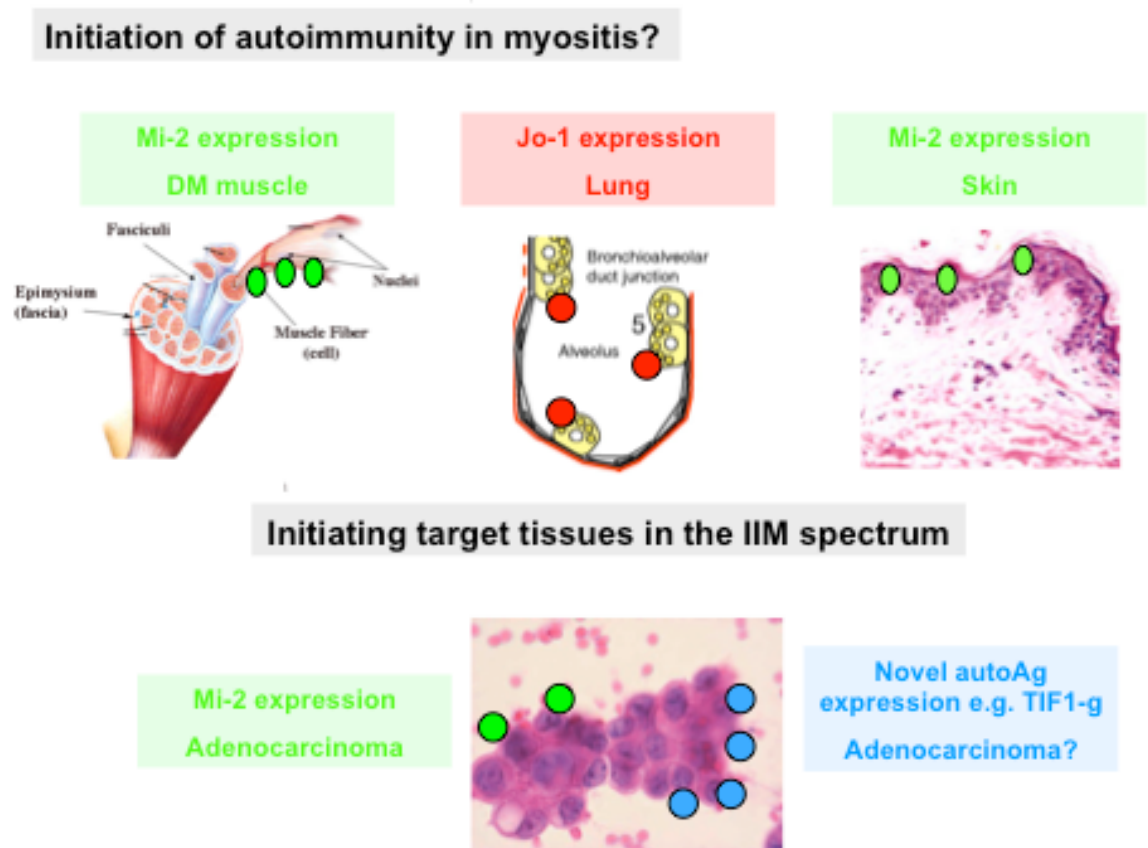 Initiation of autoimmunity in myositis?
Mi-2 expression
DM muscle
Jo-1 expression
Lung
Mi-2 expression
Skin
Fasciculi
Epimysium
(fascia)
Nuclei
Muscle Fiber
(cell)
Bronchioalveolar
duct junction
5
Alveolus
Initiating target tissues in the IIM spectrum
Mi-2 expression
Adenocarcinoma
Novel autoAg
expression e.g. TIF1-g
Adenocarcinoma?